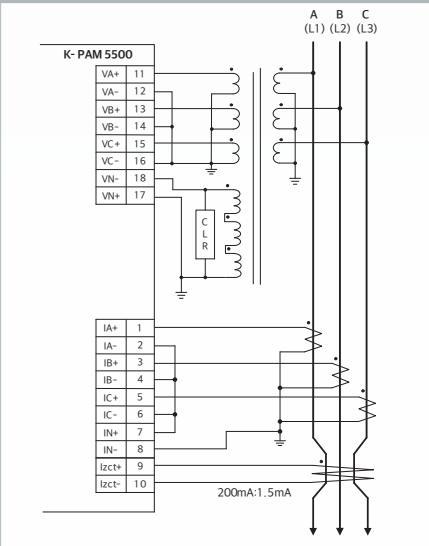 A B C
(L1) (L2) (L3)
K- PAM 5500
VA+ 11
VA- 12
VB+ 13
VB- 14
VC+ 15
VC- 16
VN- 18
VN+ 17
C
L
R
IA+ 1
IA- 2
IB+ 3
IB- 4
IC+ 5
IC- 6
IN+ 7
IN- 8
Izct+ 9
Izct- 10
200mA:1.5mA